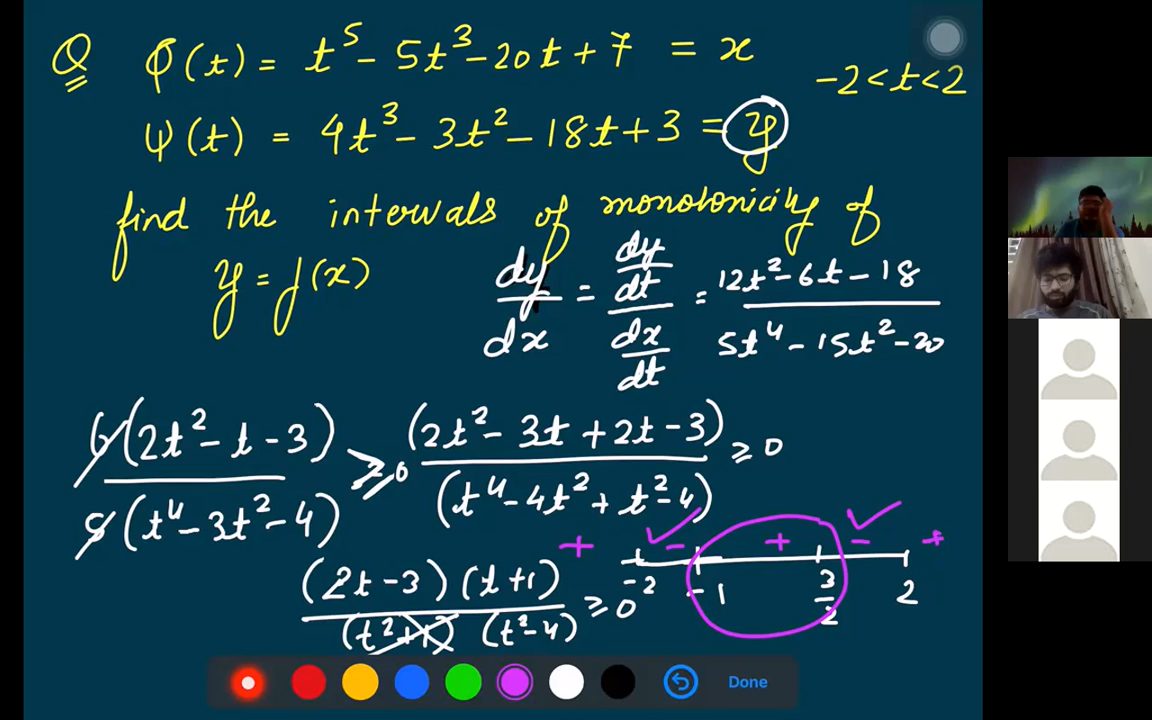 Q φ(t) = t⁵ - 5t³ - 20t + 7 = x
-2 < t < 2
ψ(t) = 4t³ - 3t² - 18t + 3 = y
find the intervals of monotonicity of
y = f(x)
dy/dx = (dy/dt)/(dx/dt) = (12t² - 6t - 18)/(5t⁴ - 15t² - 20)
6(2t² - t - 3)/5(t⁴ - 3t² - 4) ≥ 0
(2t² - 3t + 2t - 3)/(t⁴ - 4t² + t² - 4) ≥ 0
(2t - 3)(t + 1)/(t² + 1)(t² - 4) ≥ 0
+ - + - +
-2 -1 3/2 2
Done